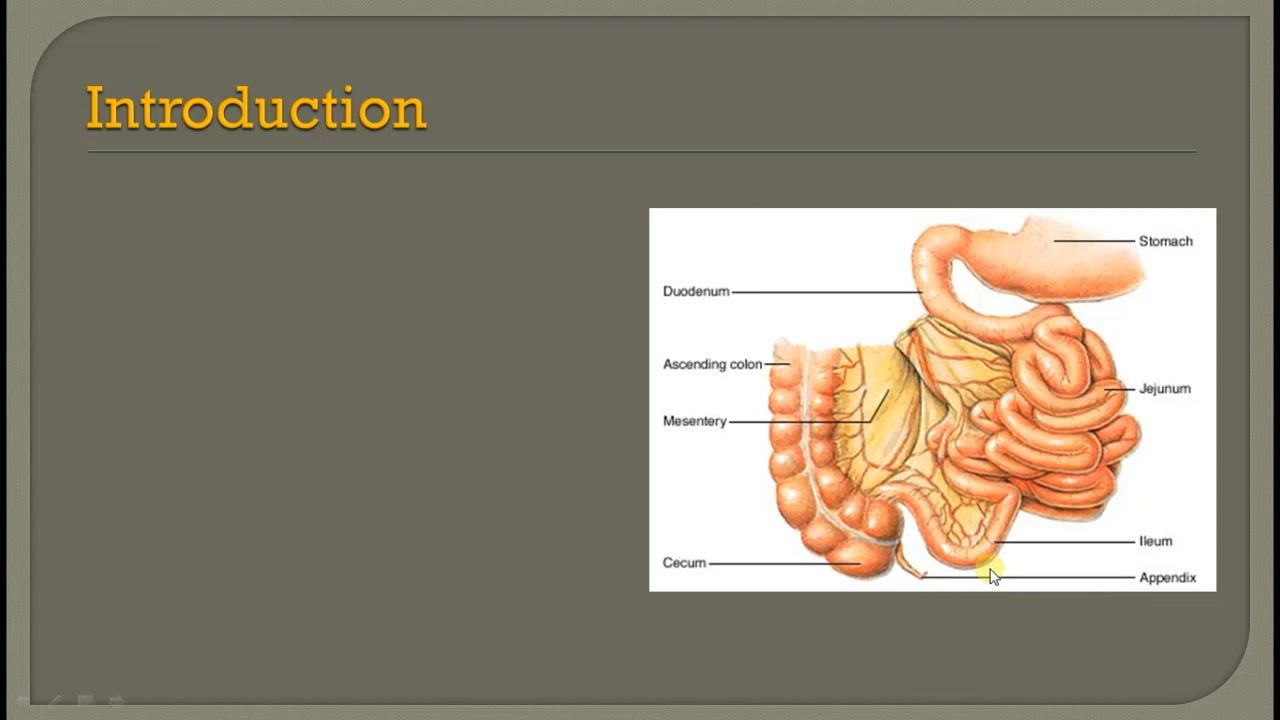 Introduction
Stomach
Duodenum
Ascending colon
Jejunum
Mesentery
Ileum
Cecum
Appendix